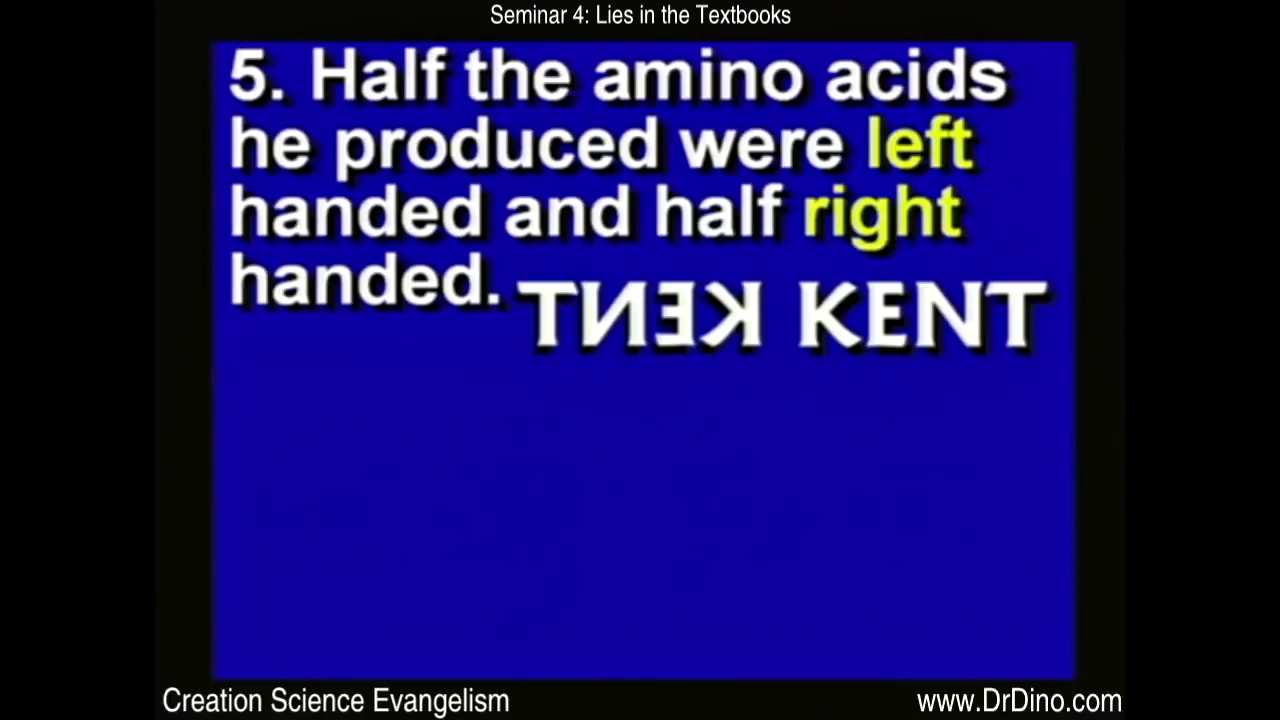 Seminar 4: Lies in the Textbooks
5. Half the amino acids
he produced were left
handed and half right
handed.
TИƎK KENT
Creation Science Evangelism
www.DrDino.com